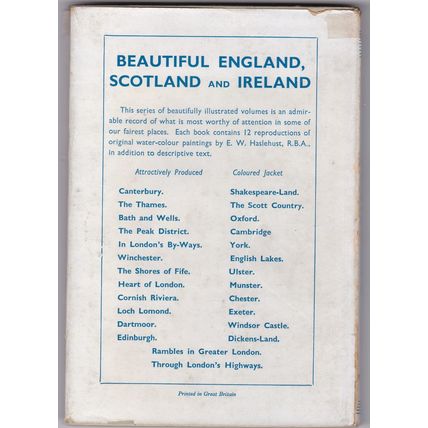 BEAUTIFUL ENGLAND,
SCOTLAND AND IRELAND
This series of beautifully illustrated volumes is an admir-
able record of what is most worthy of attention in some of
our fairest places. Each book contains 12 reproductions of
original water-colour paintings by E. W. Haslehust, R.B.A.,
in addition to descriptive text.
Attractively Produced Coloured Jacket
Canterbury. Shakespeare-Land.
The Thames. The Scott Country.
Bath and Wells. Oxford.
The Peak District. Cambridge
In London's By-Ways. York.
Winchester. English Lakes.
The Shores of Fife. Ulster.
Heart of London. Munster.
Cornish Riviera. Chester.
Loch Lomond. Exeter.
Dartmoor. Windsor Castle.
Edinburgh. Dickens-Land.
Rambles in Greater London.
Through London's Highways.
Printed in Great Britain